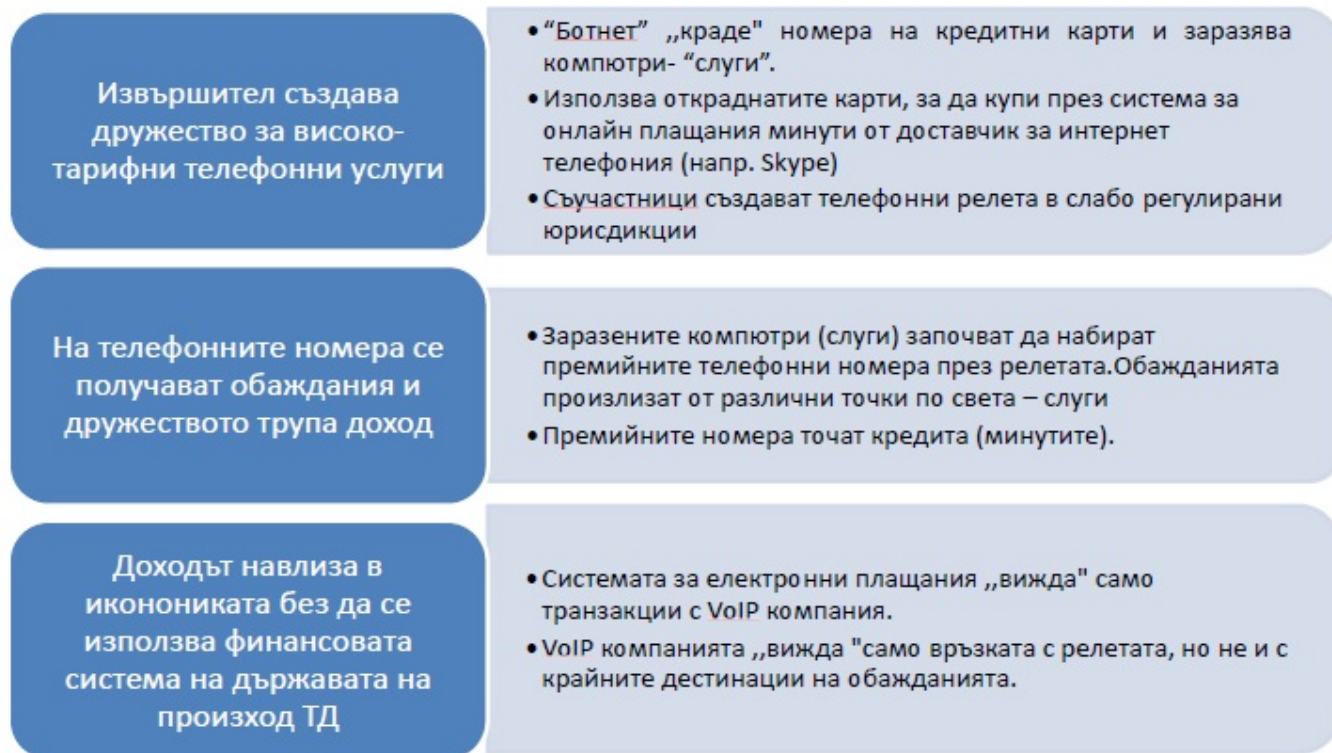 Извършител създава
дружество за високо-
тарифни телефонни услуги
• “Ботнет” ,,краде" номера на кредитни карти и заразява
компютри- “слуги”.
• Използва откраднатите карти, за да купи през система за
онлайн плащания минути от доставчик за интернет
телефония (напр. Skype)
• Съучастници създават телефонни релета в слабо регулирани
юрисдикции
На телефонните номера се
получават обаждания и
дружеството трупа доход
• Заразените компютри (слуги) започват да набират
премийните телефонни номера през релетата.Обажданията
произлизат от различни точки по света – слуги
• Премийните номера точат кредита (минутите).
Доходът навлиза в
икнономиката без да се
използва финансовата
система на държавата на
произход ТД
• Системата за електронни плащания ,,вижда" само
транзакции с VoIP компания.
• VoIP компанията ,,вижда "само връзката с релетата, но не и с
крайните дестинации на обажданията.